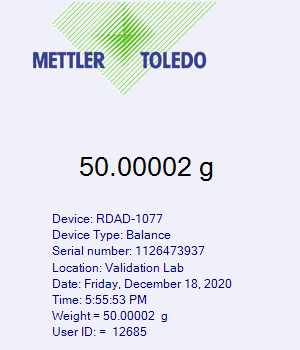 METTLER TOLEDO
50.00002 g
Device: RDAD-1077
Device Type: Balance
Serial number: 1126473937
Location: Validation Lab
Date: Friday, December 18, 2020
Time: 5:55:53 PM
Weight = 50.00002 g
User ID: = 12685